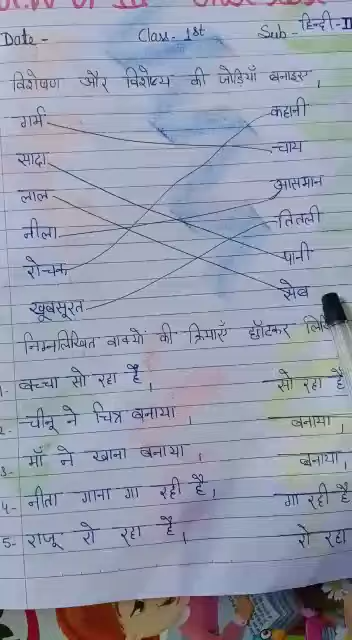 Date - Class- 1st Sub- हिन्दी-II
विशेषण और विशेष्य की जोड़ियाँ बनाइए,
गर्म कहानी
सादा चाय
लाल आसमान
नीला तितली
रोचक पानी
खूबसूरत सेब
निम्नलिखित वाक्यों की क्रियाएँ छाँटकर
1. बच्चा सो रहा है, सो रहा है
2- चीनू ने चित्र बनाया, बनाया,
3- माँ ने खाना बनाया, बनाया,
4- नीता गाना गा रही है, गा रही है
5- राजू रो रहा है, रो रहा